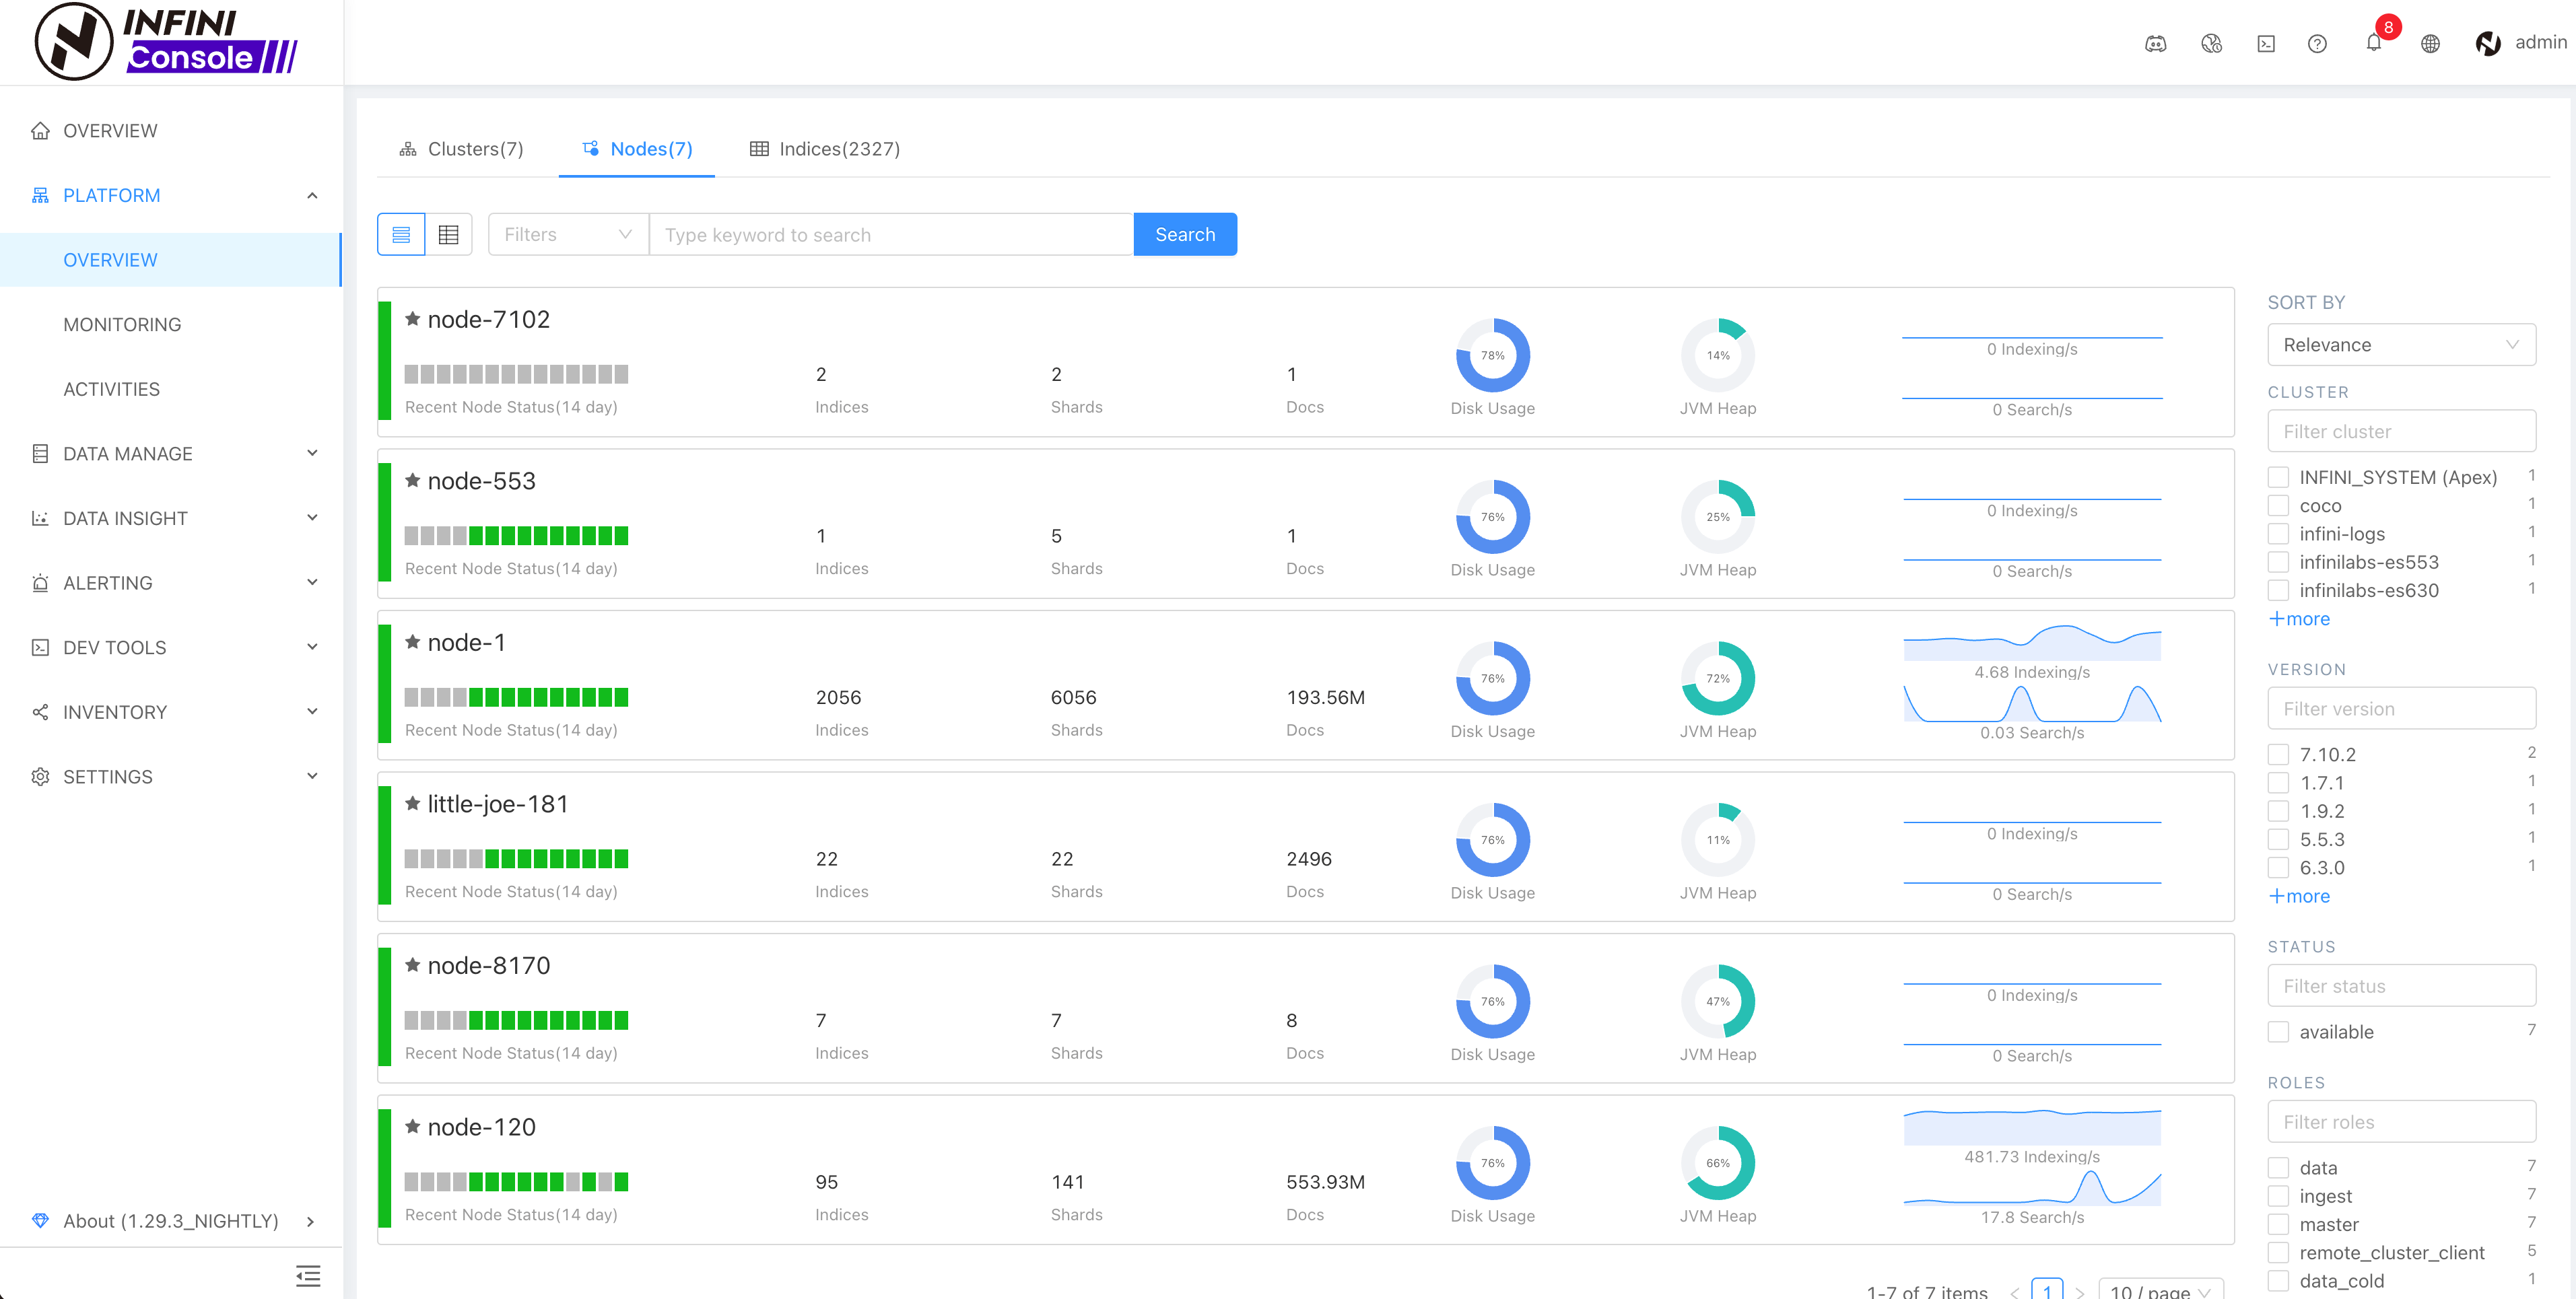 INFINI
Console
8
admin
OVERVIEW
PLATFORM
OVERVIEW
MONITORING
ACTIVITIES
DATA MANAGE
DATA INSIGHT
ALERTING
DEV TOOLS
INVENTORY
SETTINGS
About (1.29.3_NIGHTLY)
Clusters(7)
Nodes(7)
Indices(2327)
Filters
Type keyword to search
Search
node-7102
Recent Node Status(14 day)
2
Indices
2
Shards
1
Docs
78%
Disk Usage
14%
JVM Heap
0 Indexing/s
0 Search/s
node-553
Recent Node Status(14 day)
1
Indices
5
Shards
1
Docs
76%
Disk Usage
25%
JVM Heap
0 Indexing/s
0 Search/s
node-1
Recent Node Status(14 day)
2056
Indices
6056
Shards
193.56M
Docs
76%
Disk Usage
72%
JVM Heap
4.68 Indexing/s
0.03 Search/s
little-joe-181
Recent Node Status(14 day)
22
Indices
22
Shards
2496
Docs
76%
Disk Usage
11%
JVM Heap
0 Indexing/s
0 Search/s
node-8170
Recent Node Status(14 day)
7
Indices
7
Shards
8
Docs
76%
Disk Usage
47%
JVM Heap
0 Indexing/s
0 Search/s
node-120
Recent Node Status(14 day)
95
Indices
141
Shards
553.93M
Docs
76%
Disk Usage
66%
JVM Heap
481.73 Indexing/s
17.8 Search/s
1-7 of 7 items
1
10 / page
SORT BY
Relevance
CLUSTER
Filter cluster
INFINI_SYSTEM (Apex) 1
coco 1
infini-logs 1
infinilabs-es553 1
infinilabs-es630 1
+more
VERSION
Filter version
7.10.2 2
1.7.1 1
1.9.2 1
5.5.3 1
6.3.0 1
+more
STATUS
Filter status
available 7
ROLES
Filter roles
data 7
ingest 7
master 7
remote_cluster_client 5
data_cold 1